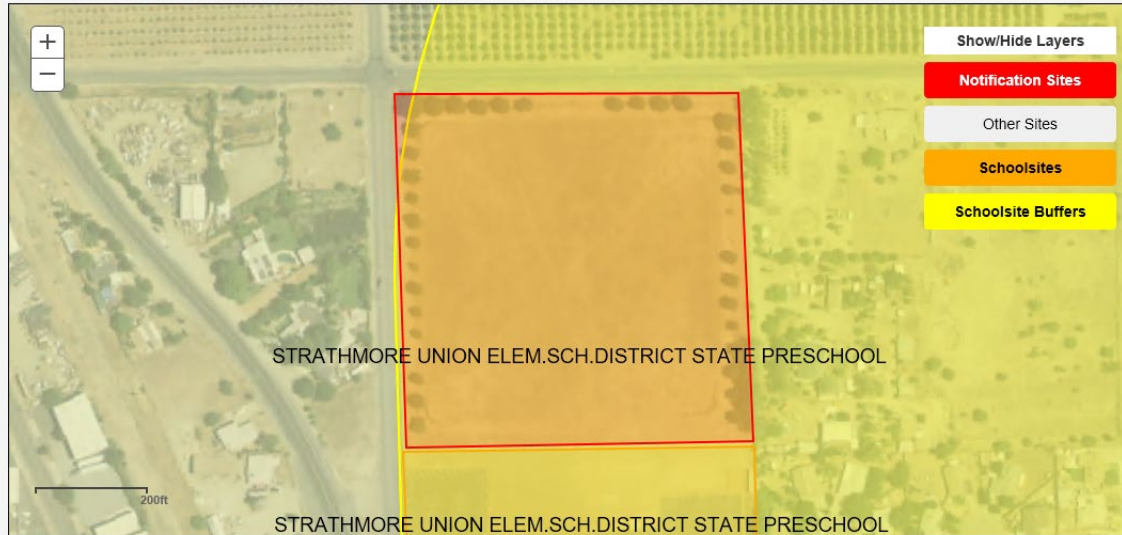 +
−
Show/Hide Layers
Notification Sites
Other Sites
Schoolsites
Schoolsite Buffers
STRATHMORE UNION ELEM.SCH.DISTRICT STATE PRESCHOOL
200ft
STRATHMORE UNION ELEM.SCH.DISTRICT STATE PRESCHOOL